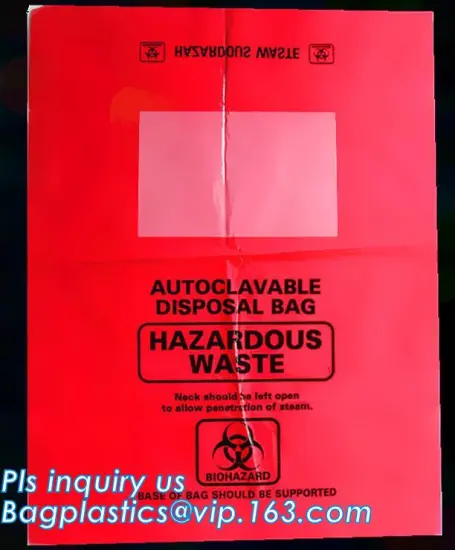 HAZARDOUS WASTE
AUTOCLAVABLE
DISPOSAL BAG
HAZARDOUS
WASTE
Neck should be left open
to allow penetration of steam.
BIOHAZARD
BASE OF BAG SHOULD BE SUPPORTED
Pls inquiry us
Bagplastics@vip.163.com